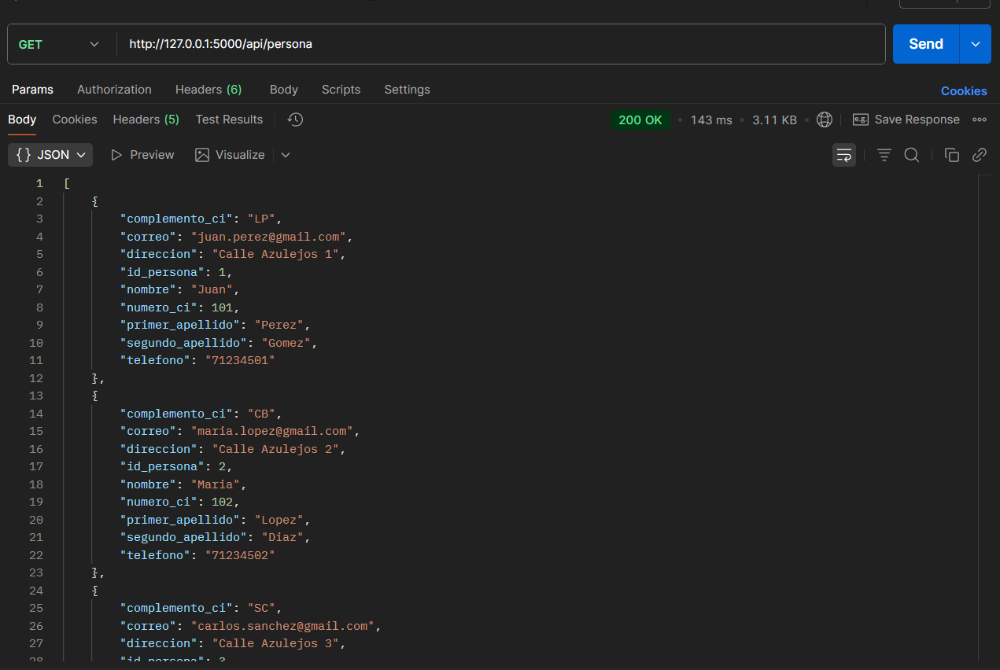 GET http://127.0.0.1:5000/api/persona Send
Params Authorization Headers (6) Body Scripts Settings Cookies
Body Cookies Headers (5) Test Results 200 OK • 143 ms • 3.11 KB • e.g. Save Response
{} JSON Preview Visualize
1 [
2 {
3 "complemento_ci": "LP",
4 "correo": "juan.perez@gmail.com",
5 "direccion": "Calle Azulejos 1",
6 "id_persona": 1,
7 "nombre": "Juan",
8 "numero_ci": 101,
9 "primer_apellido": "Perez",
10 "segundo_apellido": "Gomez",
11 "telefono": "71234501"
12 },
13 {
14 "complemento_ci": "CB",
15 "correo": "maria.lopez@gmail.com",
16 "direccion": "Calle Azulejos 2",
17 "id_persona": 2,
18 "nombre": "Maria",
19 "numero_ci": 102,
20 "primer_apellido": "Lopez",
21 "segundo_apellido": "Diaz",
22 "telefono": "71234502"
23 },
24 {
25 "complemento_ci": "SC",
26 "correo": "carlos.sanchez@gmail.com",
27 "direccion": "Calle Azulejos 3",
28 "id_persona": 3